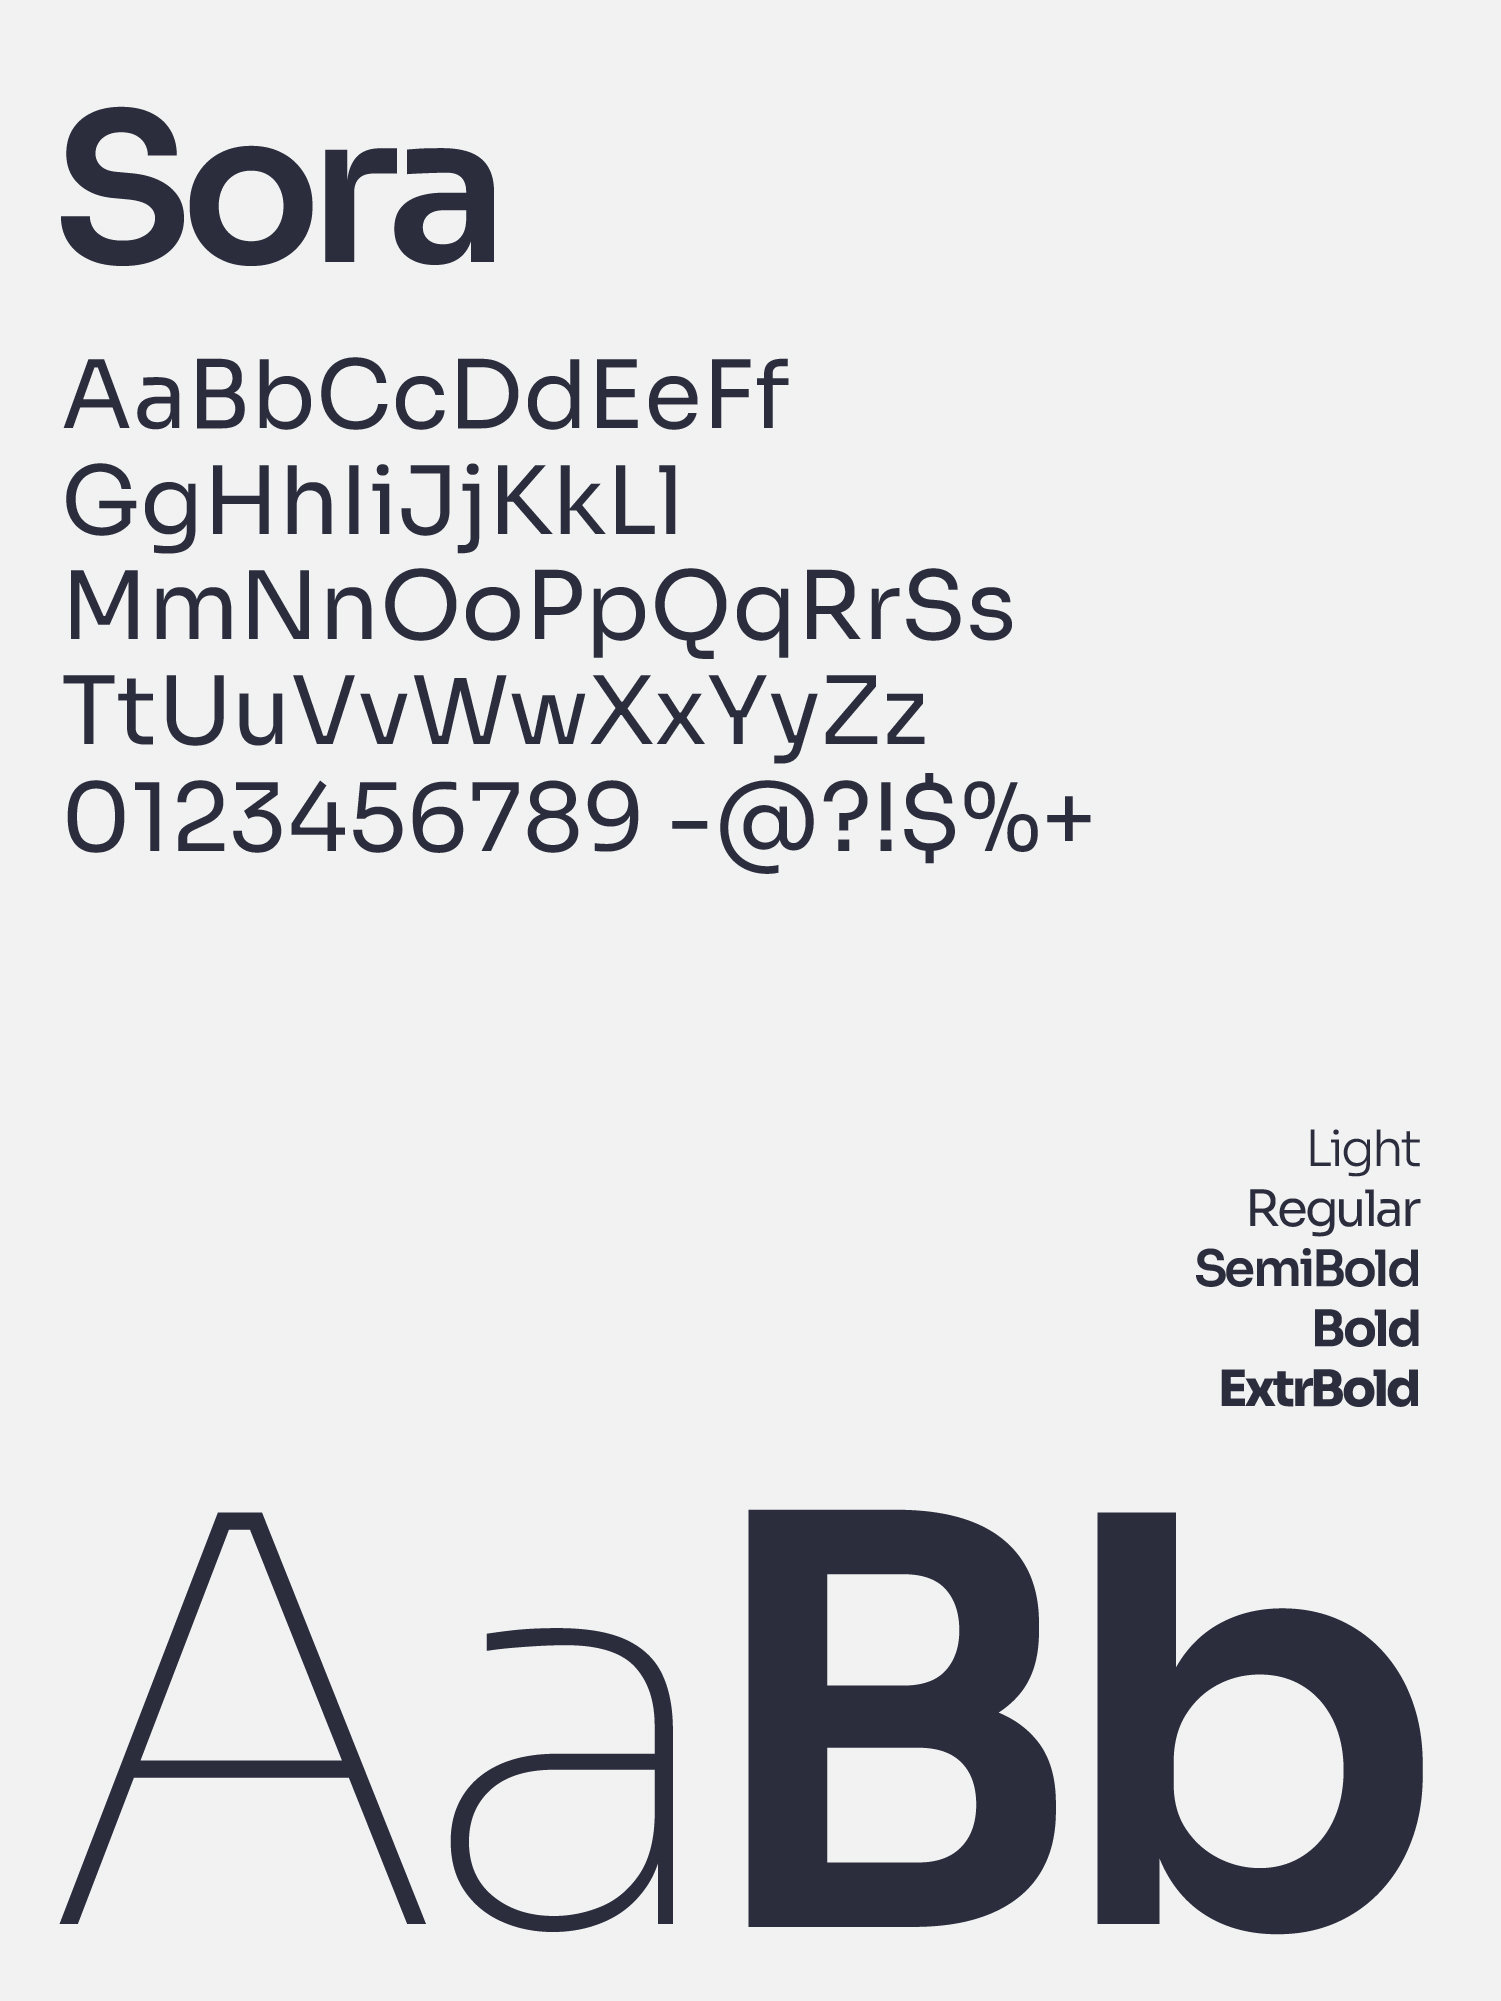 Sora
AaBbCcDdEeFf
GgHhIiJjKkLl
MmNnOoPpQqRrSs
TtUuVvWwXxYyZz
0123456789 -@?!$%+
Light
Regular
SemiBold
Bold
ExtrBold
AaBb